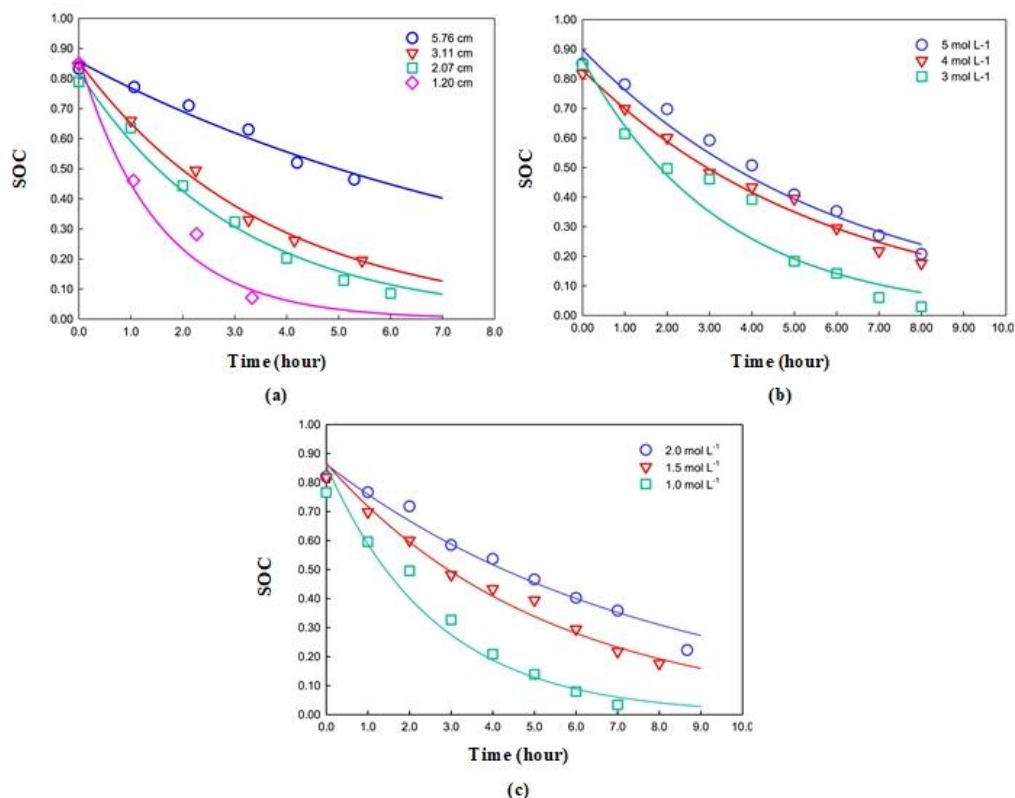 1.00
0.90
0.80
0.70
0.60
0.50
0.40
0.30
0.20
0.10
0.00
SOC
5.76 cm
3.11 cm
2.07 cm
1.20 cm
0.0 1.0 2.0 3.0 4.0 5.0 6.0 7.0 8.0
Time (hour)
(a)
1.00
0.90
0.80
0.70
0.60
0.50
0.40
0.30
0.20
0.10
0.00
SOC
5 mol L-1
4 mol L-1
3 mol L-1
0.00 1.00 2.00 3.00 4.00 5.00 6.00 7.00 8.00 9.00 10.0
Time (hour)
(b)
1.00
0.90
0.80
0.70
0.60
0.50
0.40
0.30
0.20
0.10
0.00
SOC
2.0 mol L⁻¹
1.5 mol L⁻¹
1.0 mol L⁻¹
0.0 1.0 2.0 3.0 4.0 5.0 6.0 7.0 8.0 9.0 10.0
Time (hour)
(c)